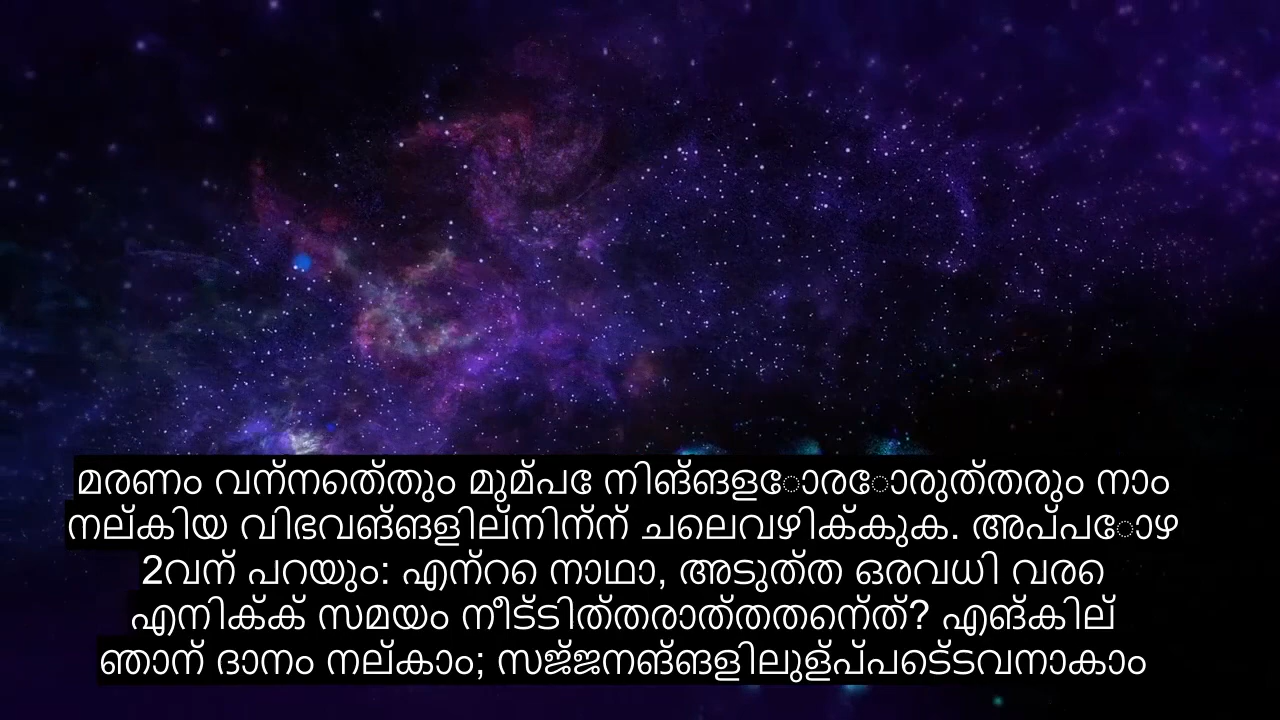 മരണം വന്നെത്തും മുമ്പേ നിങ്ങളോരോരുത്തരും നാം
നല്കിയ വിഭവങ്ങളില്നിന്ന് ചെലവഴിക്കുക. അപ്പോഴ
2വന് പറയും: എന്റെ നാഥാ, അടുത്ത ഒരവധി വരെ
എനിക്ക് സമയം നീട്ടിത്തരാത്തതെന്ത്? എങ്കില്
ഞാന് ദാനം നല്കാം; സജ്ജനങ്ങളിലുള്പ്പെട്ടവനാകാം